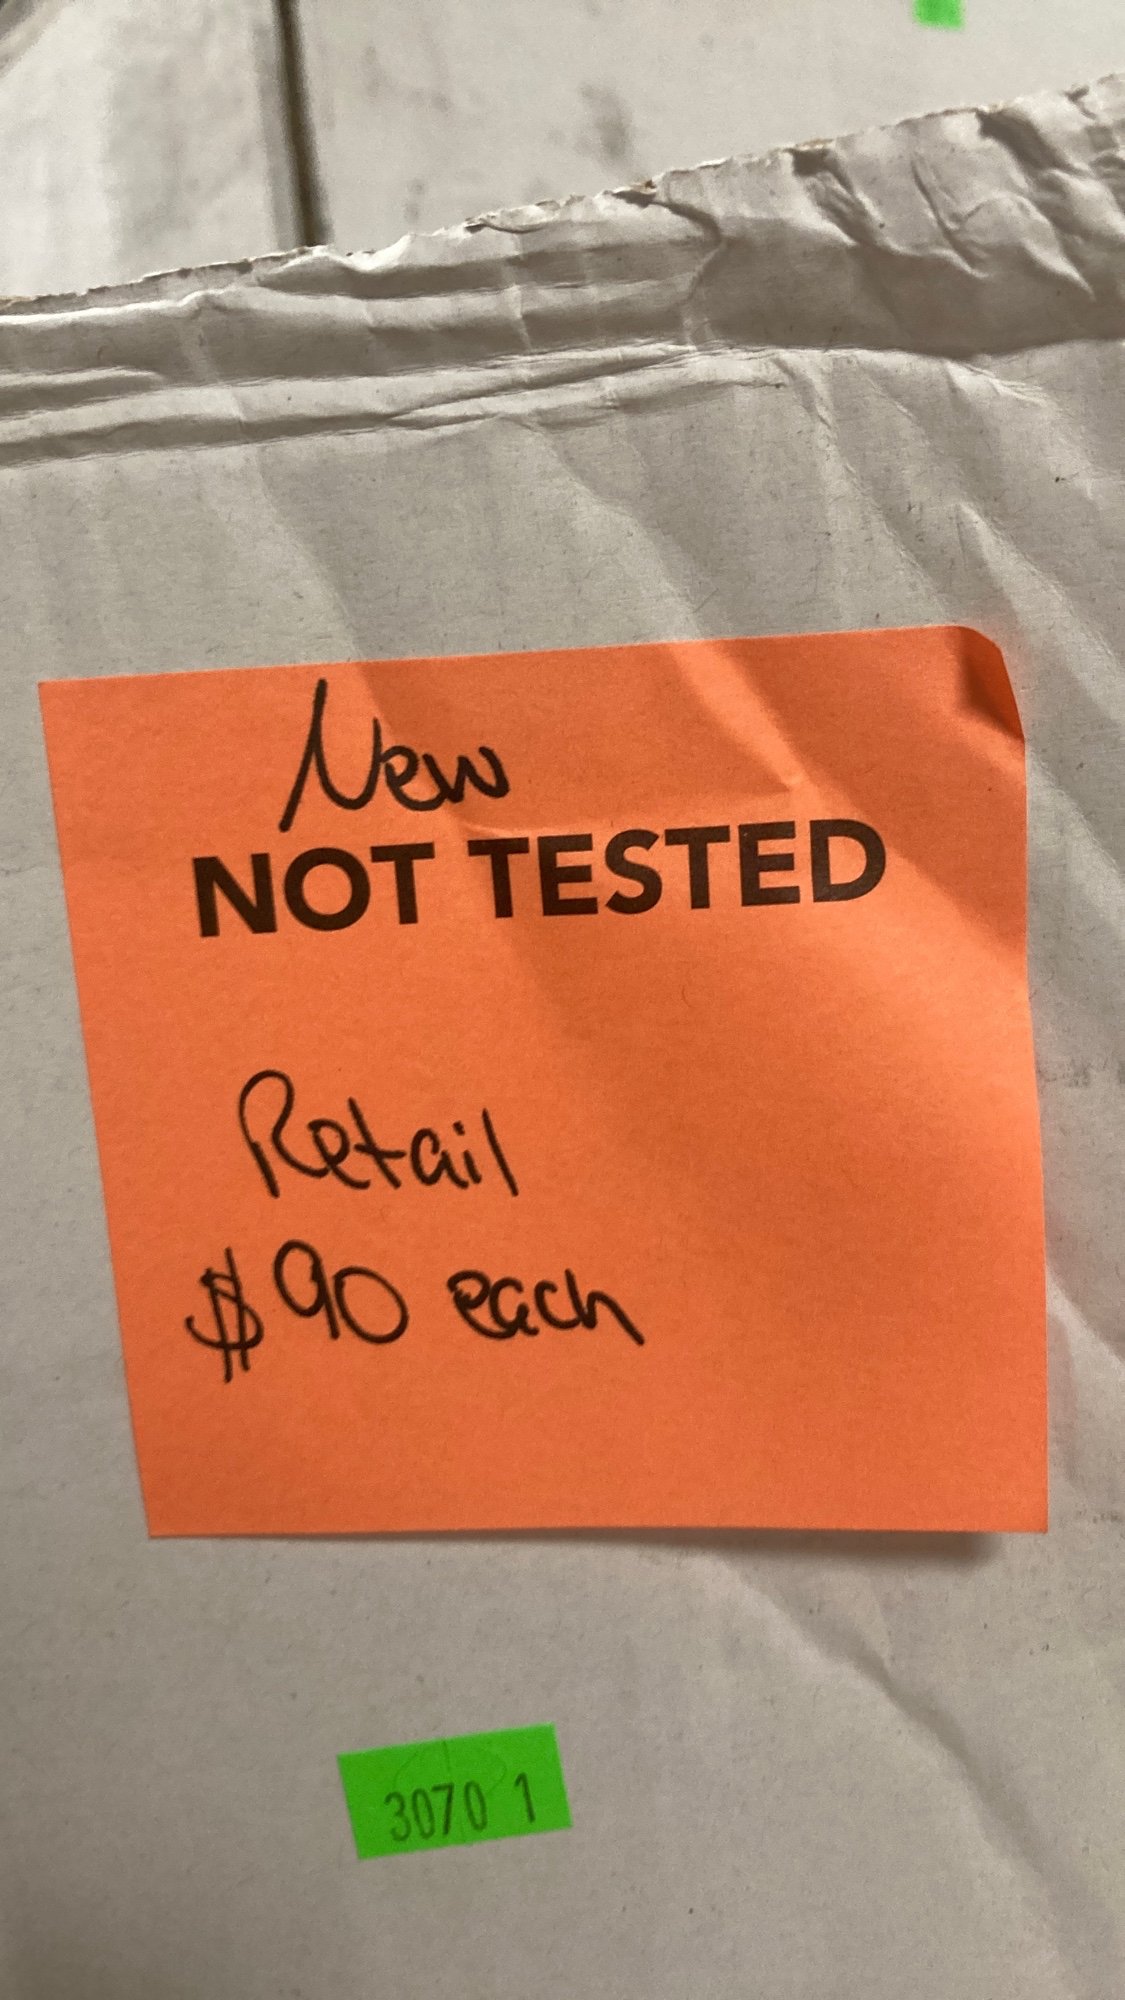 New
NOT TESTED
Retail
$90 each
3070 1